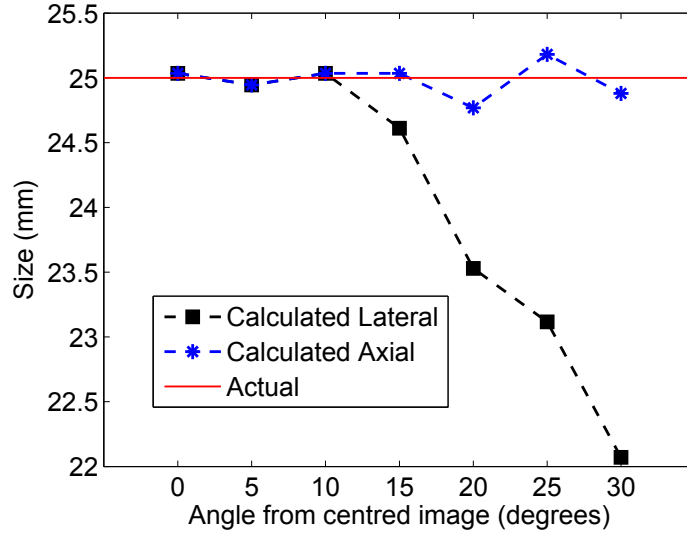 25.5
25
24.5
24
23.5
23
22.5
22
Size (mm)
Calculated Lateral
Calculated Axial
Actual
0 5 10 15 20 25 30
Angle from centred image (degrees)